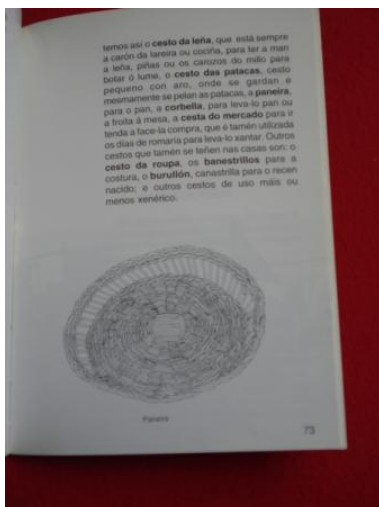 temos así o cesto da leña, que está sempre
a carón da lareira ou cociña, para ter a man
a leña, piñas ou os carozos do millo para
botar ó lume, o cesto das patacas, cesto
pequeno con aro, onde se gardan e
mesmamente se pelan as patacas, a paneira,
para o pan, a corbella, para leva-lo pan ou
a froita á mesa, a cesta do mercado para ir
tenda a face-la compra, que é tamén utilizada
os días de romaría para leva-lo xantar. Outros
cestos que tamén se teñen nas casas son: o
cesto da roupa, os banestrillos para a
costura, o burullón, canastrilla para o recen
nacido; e outros cestos de uso máis ou
menos xenérico.
Paneira
73